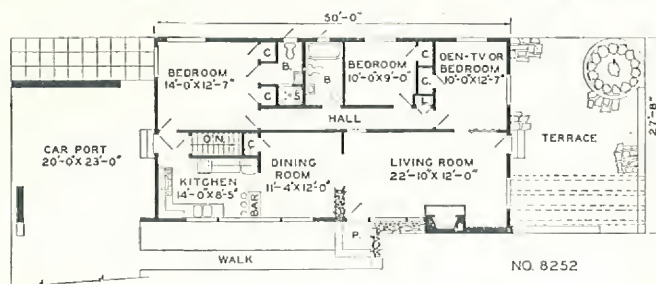 50'-0"
BEDROOM
14'-0"X12'-7"
C
B.
C
S
B
BEDROOM
10'-0"X9'-0"
C
C.
L
DEN-TV OR
BEDROOM
10'-0"X12'-7"
27'-8"
HALL
CAR PORT
20'-0"X 23'-0"
TERRACE
D'N.
C
KITCHEN
14'-0"X8'-5"
BAR
DINING
ROOM
11'-4"X12'0"
LIVING ROOM
22'-10"X 12'-0"
P.
WALK
NO. 8252